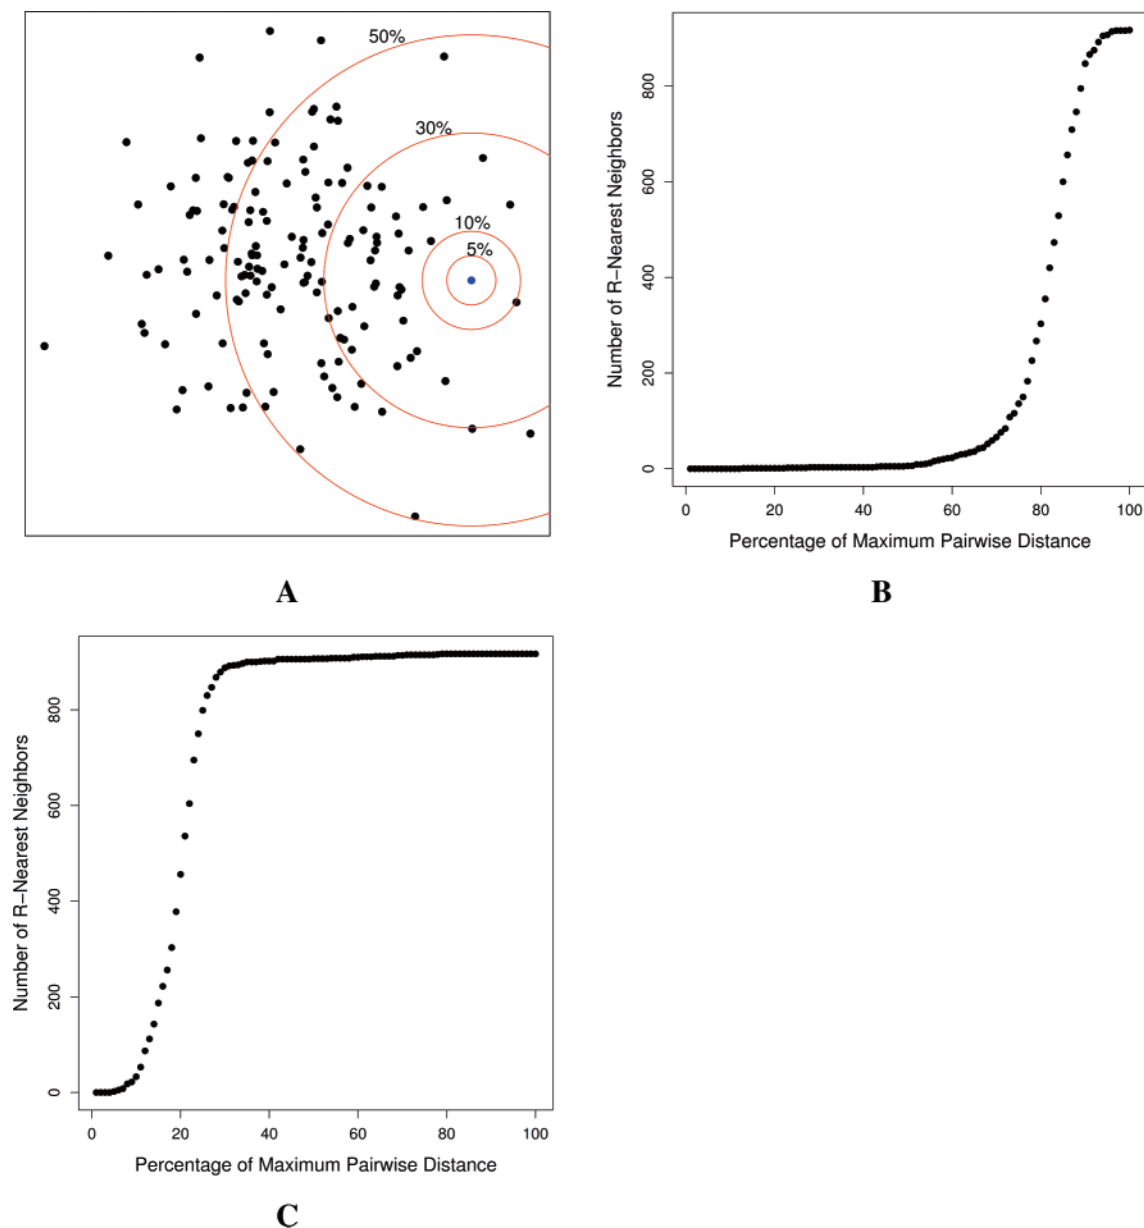 50%
30%
10%
5%
A
Number of R−Nearest Neighbors
0 200 400 600 800
0 20 40 60 80 100
Percentage of Maximum Pairwise Distance
B
Number of R−Nearest Neighbors
0 200 400 600 800
0 20 40 60 80 100
Percentage of Maximum Pairwise Distance
C